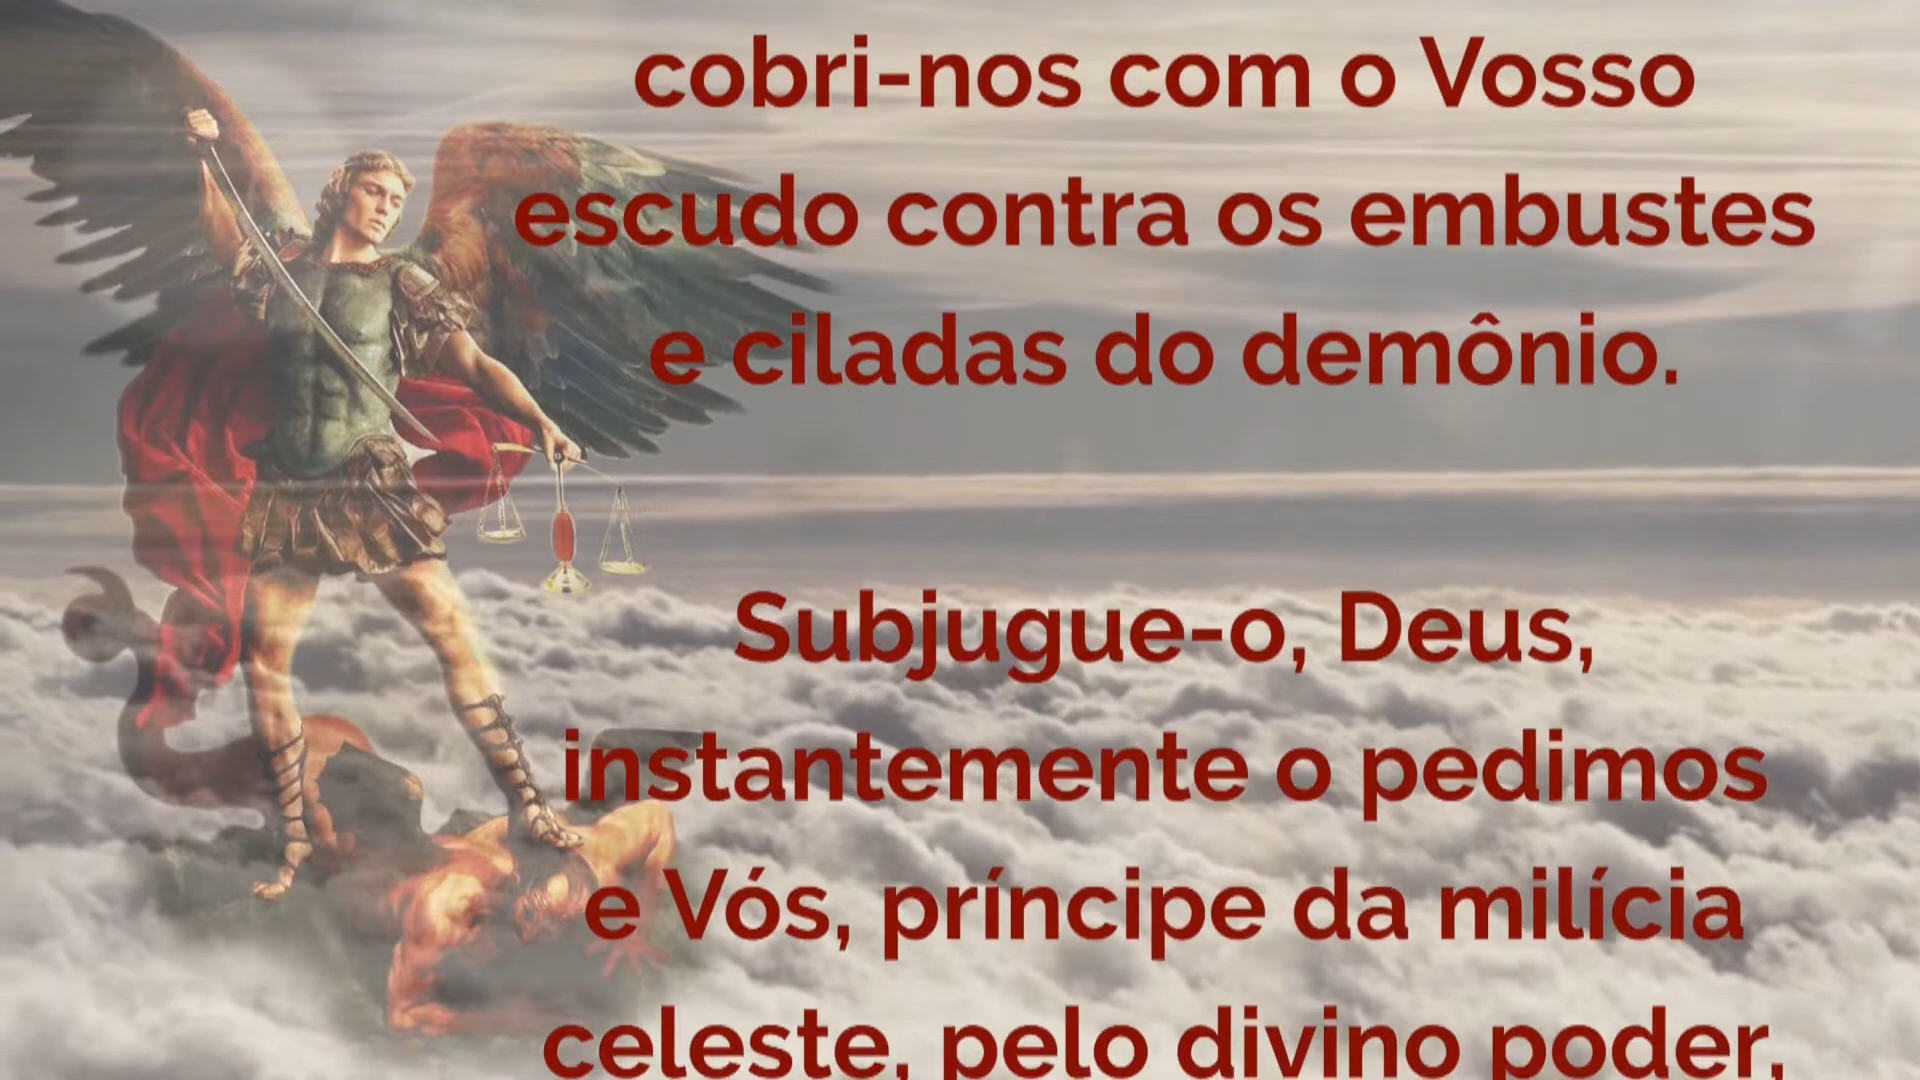 cobri-nos com o Vosso
escudo contra os embustes
e ciladas do demônio.
Subjugue-o, Deus,
instantemente o pedimos
e Vós, príncipe da milícia
celeste, pelo divino poder,